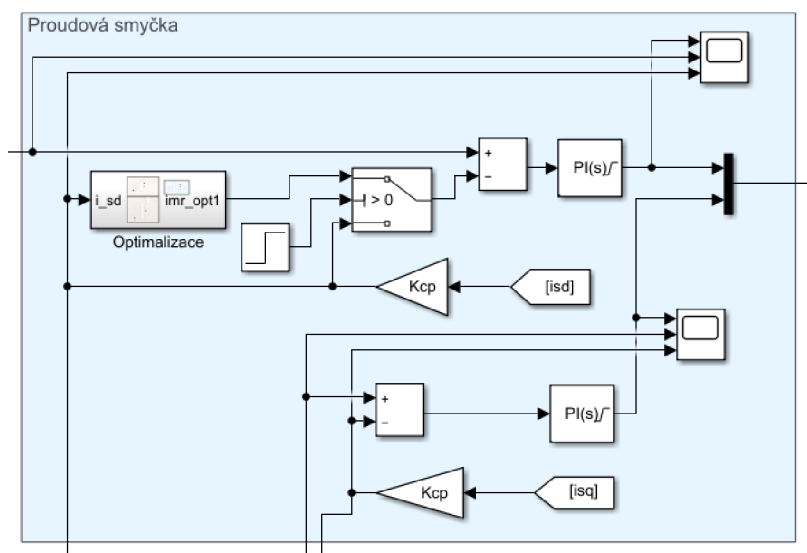 Proudová smyčka
+
−
PI(s)
i_sd
imr_opt1
> 0
Optimalizace
Kcp
[isd]
+
−
PI(s)
Kcp
[isq]